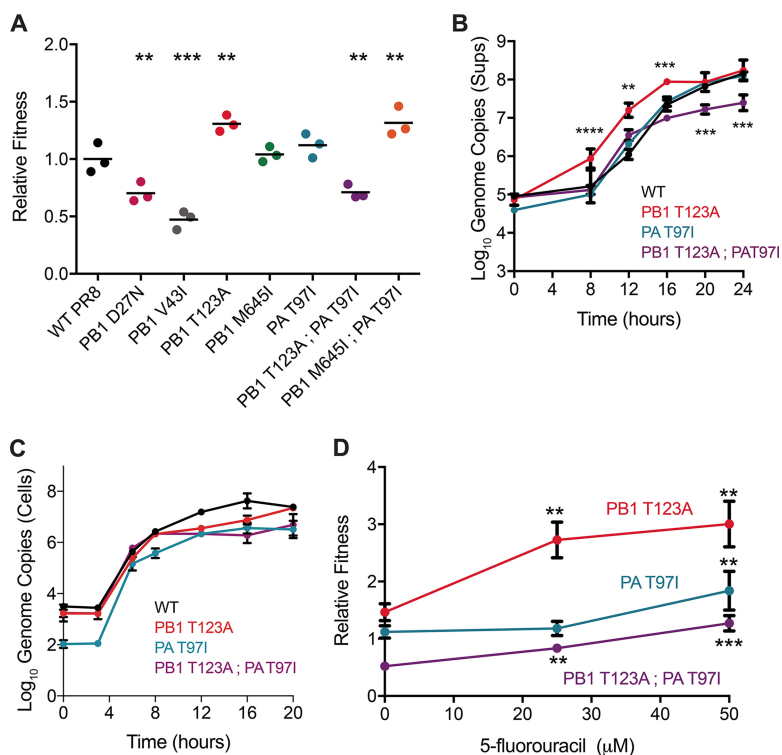 A
Relative Fitness
2.0
1.5
1.0
0.5
0.0
** *** ** ** **
WT PR8
PB1 D27N
PB1 V43I
PB1 T123A
PB1 M645I
PA T97I
PB1 T123A ; PA T97I
PB1 M645I ; PA T97I
B
Log10 Genome Copies (Sups)
9
8
7
6
5
4
3
**** ** *** *** ***
WT
PB1 T123A
PA T97I
PB1 T123A ; PAT97I
0 4 8 12 16 20 24
Time (hours)
C
Log10 Genome Copies (Cells)
8
6
4
2
0
WT
PB1 T123A
PA T97I
PB1 T123A ; PA T97I
0 4 8 12 16 20
Time (hours)
D
Relative Fitness
4
3
2
1
0
** **
PB1 T123A
**
PA T97I
** ***
PB1 T123A ; PA T97I
0 10 20 30 40 50
5-fluorouracil (μM)